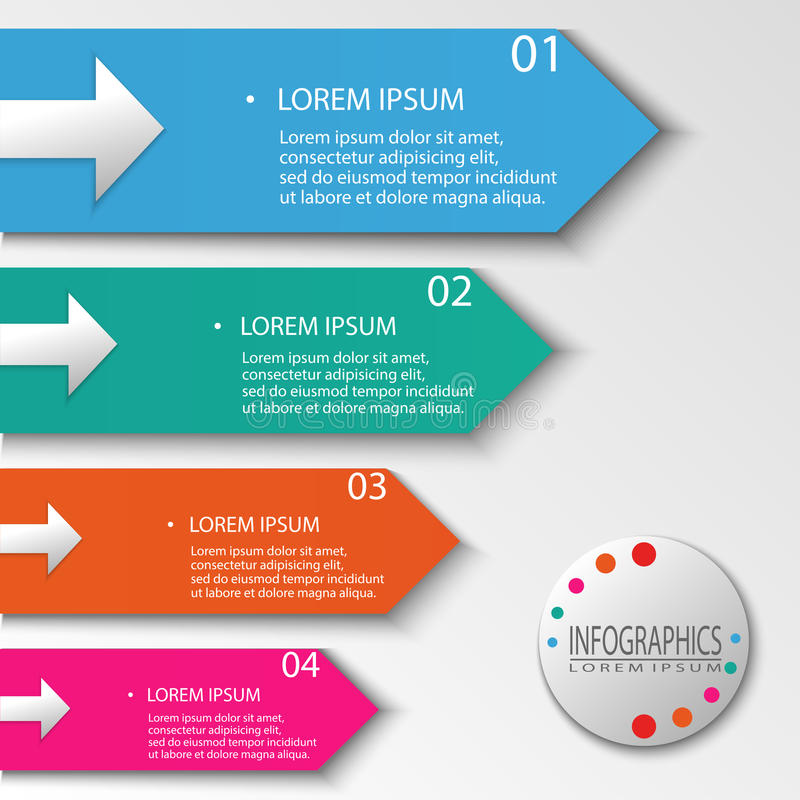 01
• LOREM IPSUM
Lorem ipsum dolor sit amet,
consectetur adipisicing elit,
sed do eiusmod tempor incididunt
ut labore et dolore magna aliqua.
02
• LOREM IPSUM
Lorem ipsum dolor sit amet,
consectetur adipisicing elit,
sed do eiusmod tempor incididunt
ut labore et dolore magna aliqua.
03
• LOREM IPSUM
Lorem ipsum dolor sit amet,
consectetur adipisicing elit,
sed do eiusmod tempor incididunt
ut labore et dolore magna aliqua.
04
• LOREM IPSUM
Lorem ipsum dolor sit amet,
consectetur adipisicing elit,
sed do eiusmod tempor incididunt
ut labore et dolore magna aliqua.
INFOGRAPHICS
LOREM IPSUM
dreamstime